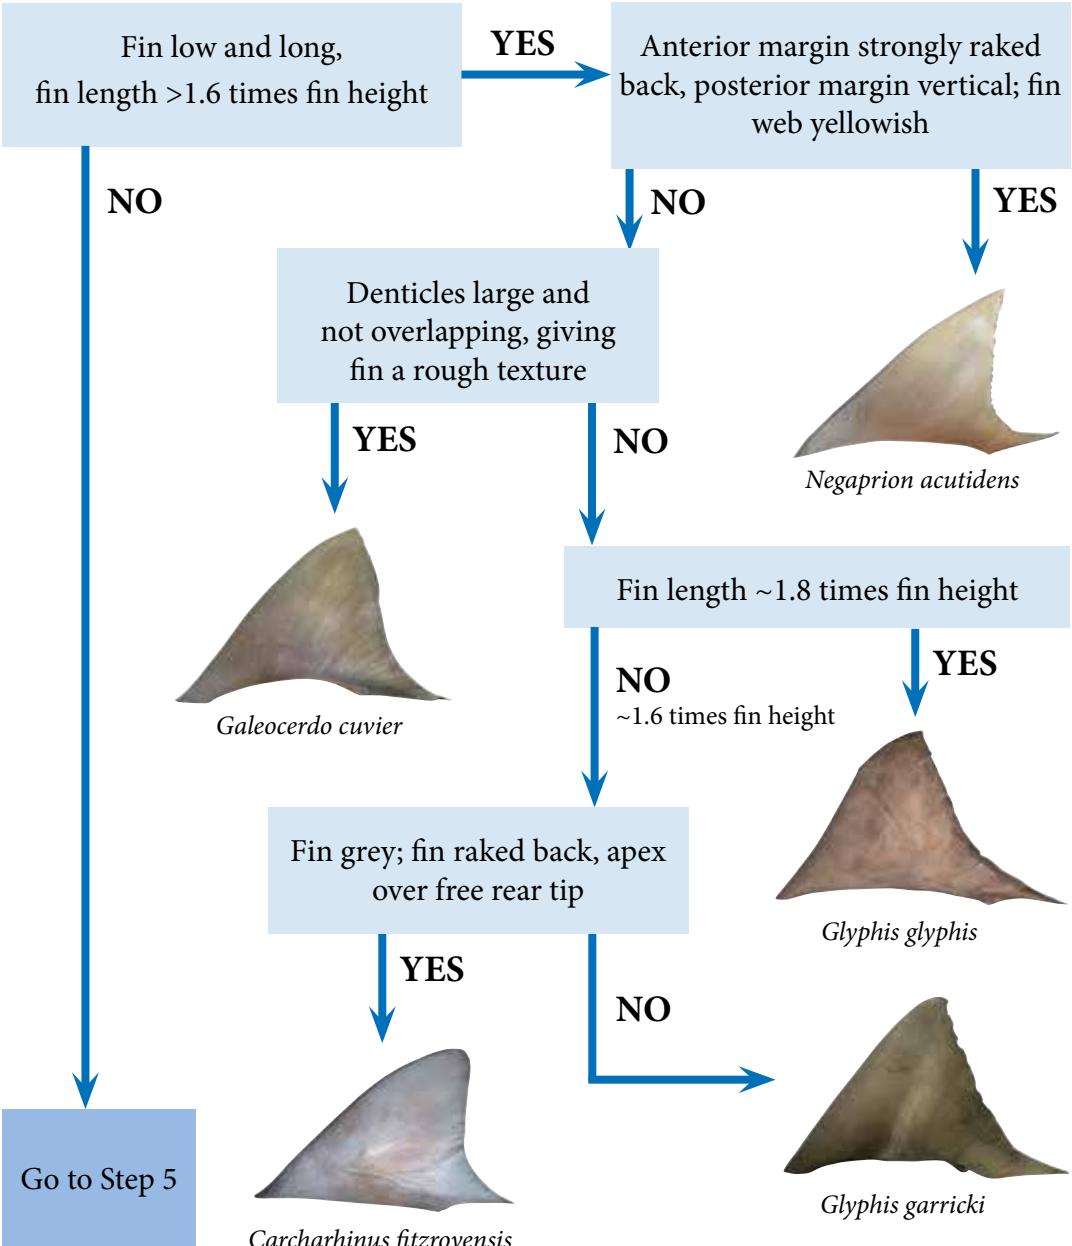 Fin low and long,
fin length >1.6 times fin height
YES
Anterior margin strongly raked
back, posterior margin vertical; fin
web yellowish
NO
NO
YES
Denticles large and
not overlapping, giving
fin a rough texture
YES
NO
Negaprion acutidens
Fin length ~1.8 times fin height
Galeocerdo cuvier
NO
~1.6 times fin height
YES
Fin grey; fin raked back, apex
over free rear tip
Glyphis glyphis
YES
NO
Go to Step 5
Glyphis garricki
Carcharhinus fitzroyensis